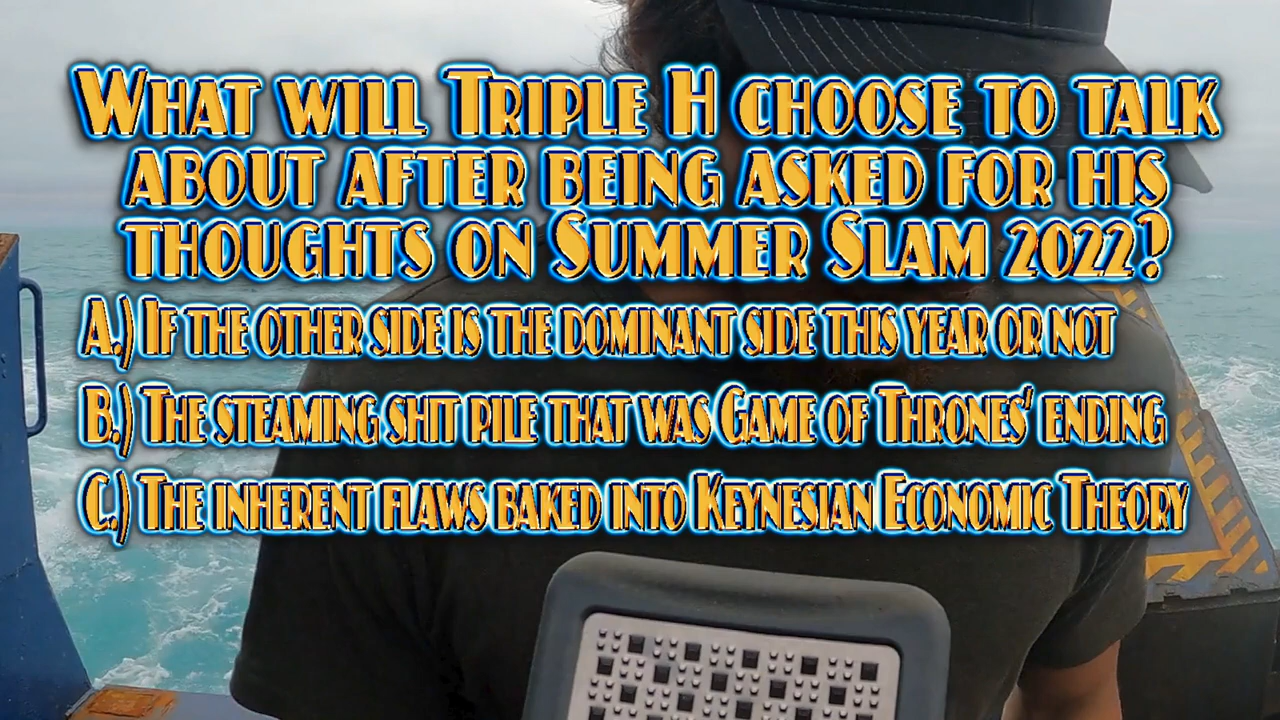 What will Triple H choose to talk
about after being asked for his
thoughts on Summer Slam 2022?
A.) If the other side is the dominant side this year or not
B.) The steaming shit pile that was Game of Thrones' ending
C.) The inherent flaws baked into Keynesian Economic Theory